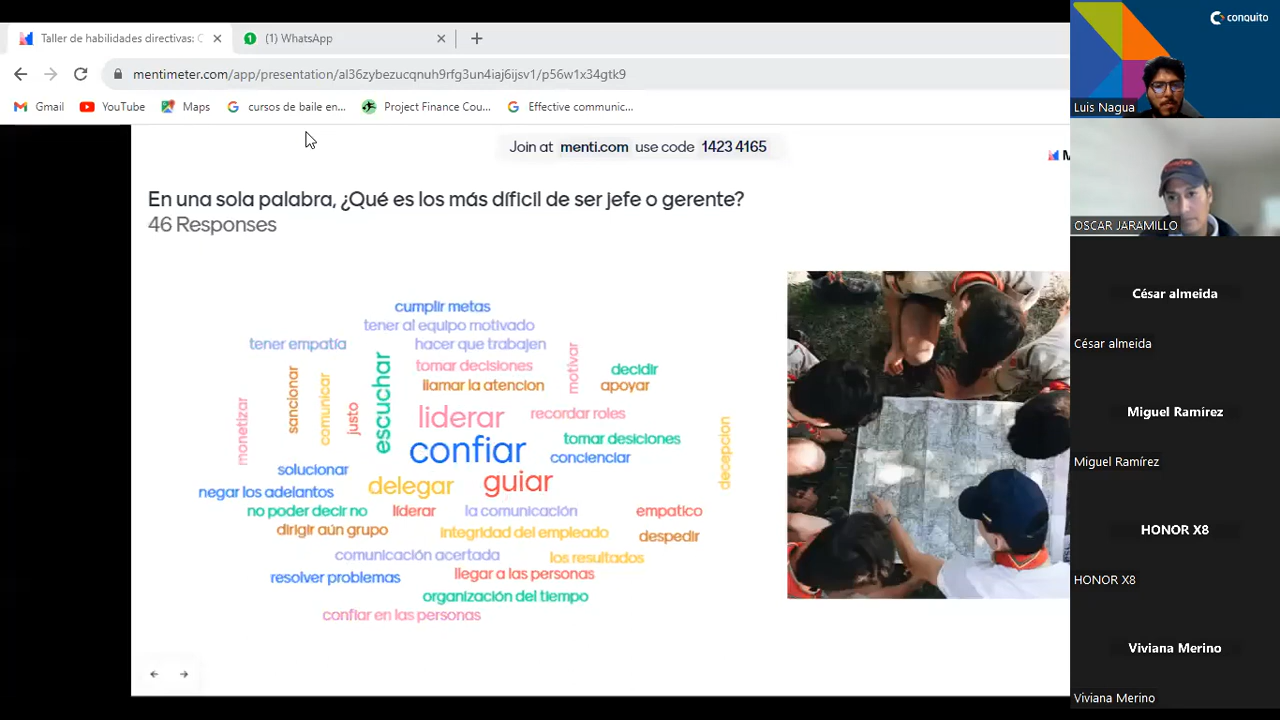 Taller de habilidades directivas: C
(1) WhatsApp
mentimeter.com/app/presentation/al36zybezucqnuh9rfg3un4iaj6ijsv1/p56w1x34gtk9
Gmail
YouTube
Maps
cursos de baile en...
Project Finance Cou...
Effective communic...
Join at menti.com use code 1423 4165
M
En una sola palabra, ¿Qué es los más díficil de ser jefe o gerente?
46 Responses
cumplir metas
tener al equipo motivado
tener empatía
hacer que trabajen
tomar decisiones
motivar
decidir
llamar la atencion
apoyar
monetizar
sancionar
comunicar
justo
escuchar
liderar
recordar roles
confiar
tomar desiciones
concienciar
decepcion
solucionar
delegar
guiar
negar los adelantos
no poder decir no
líderar
la comunicación
empatico
dirigir aún grupo
integridad del empleado
despedir
comunicación acertada
los resultados
resolver problemas
llegar a las personas
organización del tiempo
confiar en las personas
conquito
Luis Nagua
OSCAR JARAMILLO
César almeida
César almeida
Miguel Ramírez
Miguel Ramírez
HONOR X8
HONOR X8
Viviana Merino
Viviana Merino